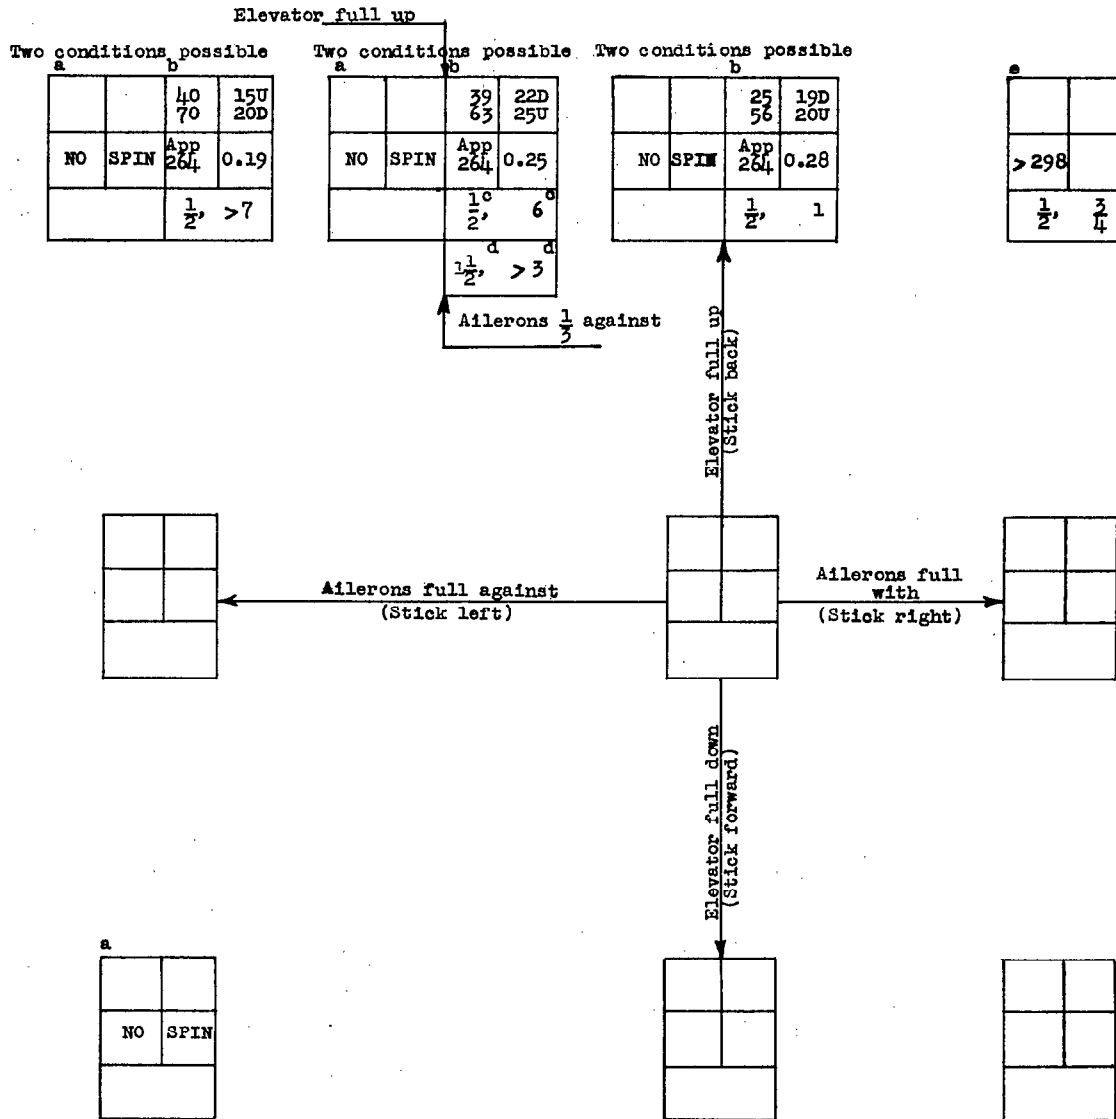 Elevator full up
Two conditions possible Two conditions possible Two conditions possible
a b a b b e
40 15U 39 22D 25 19D
70 20D 63 25U 56 20U
NO SPIN App 264 0.19 NO SPIN App 264 0.25 NO SPIN App 264 0.28 >298
1/2, >7 1/2,c 6c 1/2, 1 1/2, 3/4
1 1/2,d >3d
Ailerons 1/3 against
Elevator full up
(Stick back)
Ailerons full against
(Stick left)
Ailerons full
with
(Stick right)
Elevator full down
(Stick forward)
a
NO SPIN